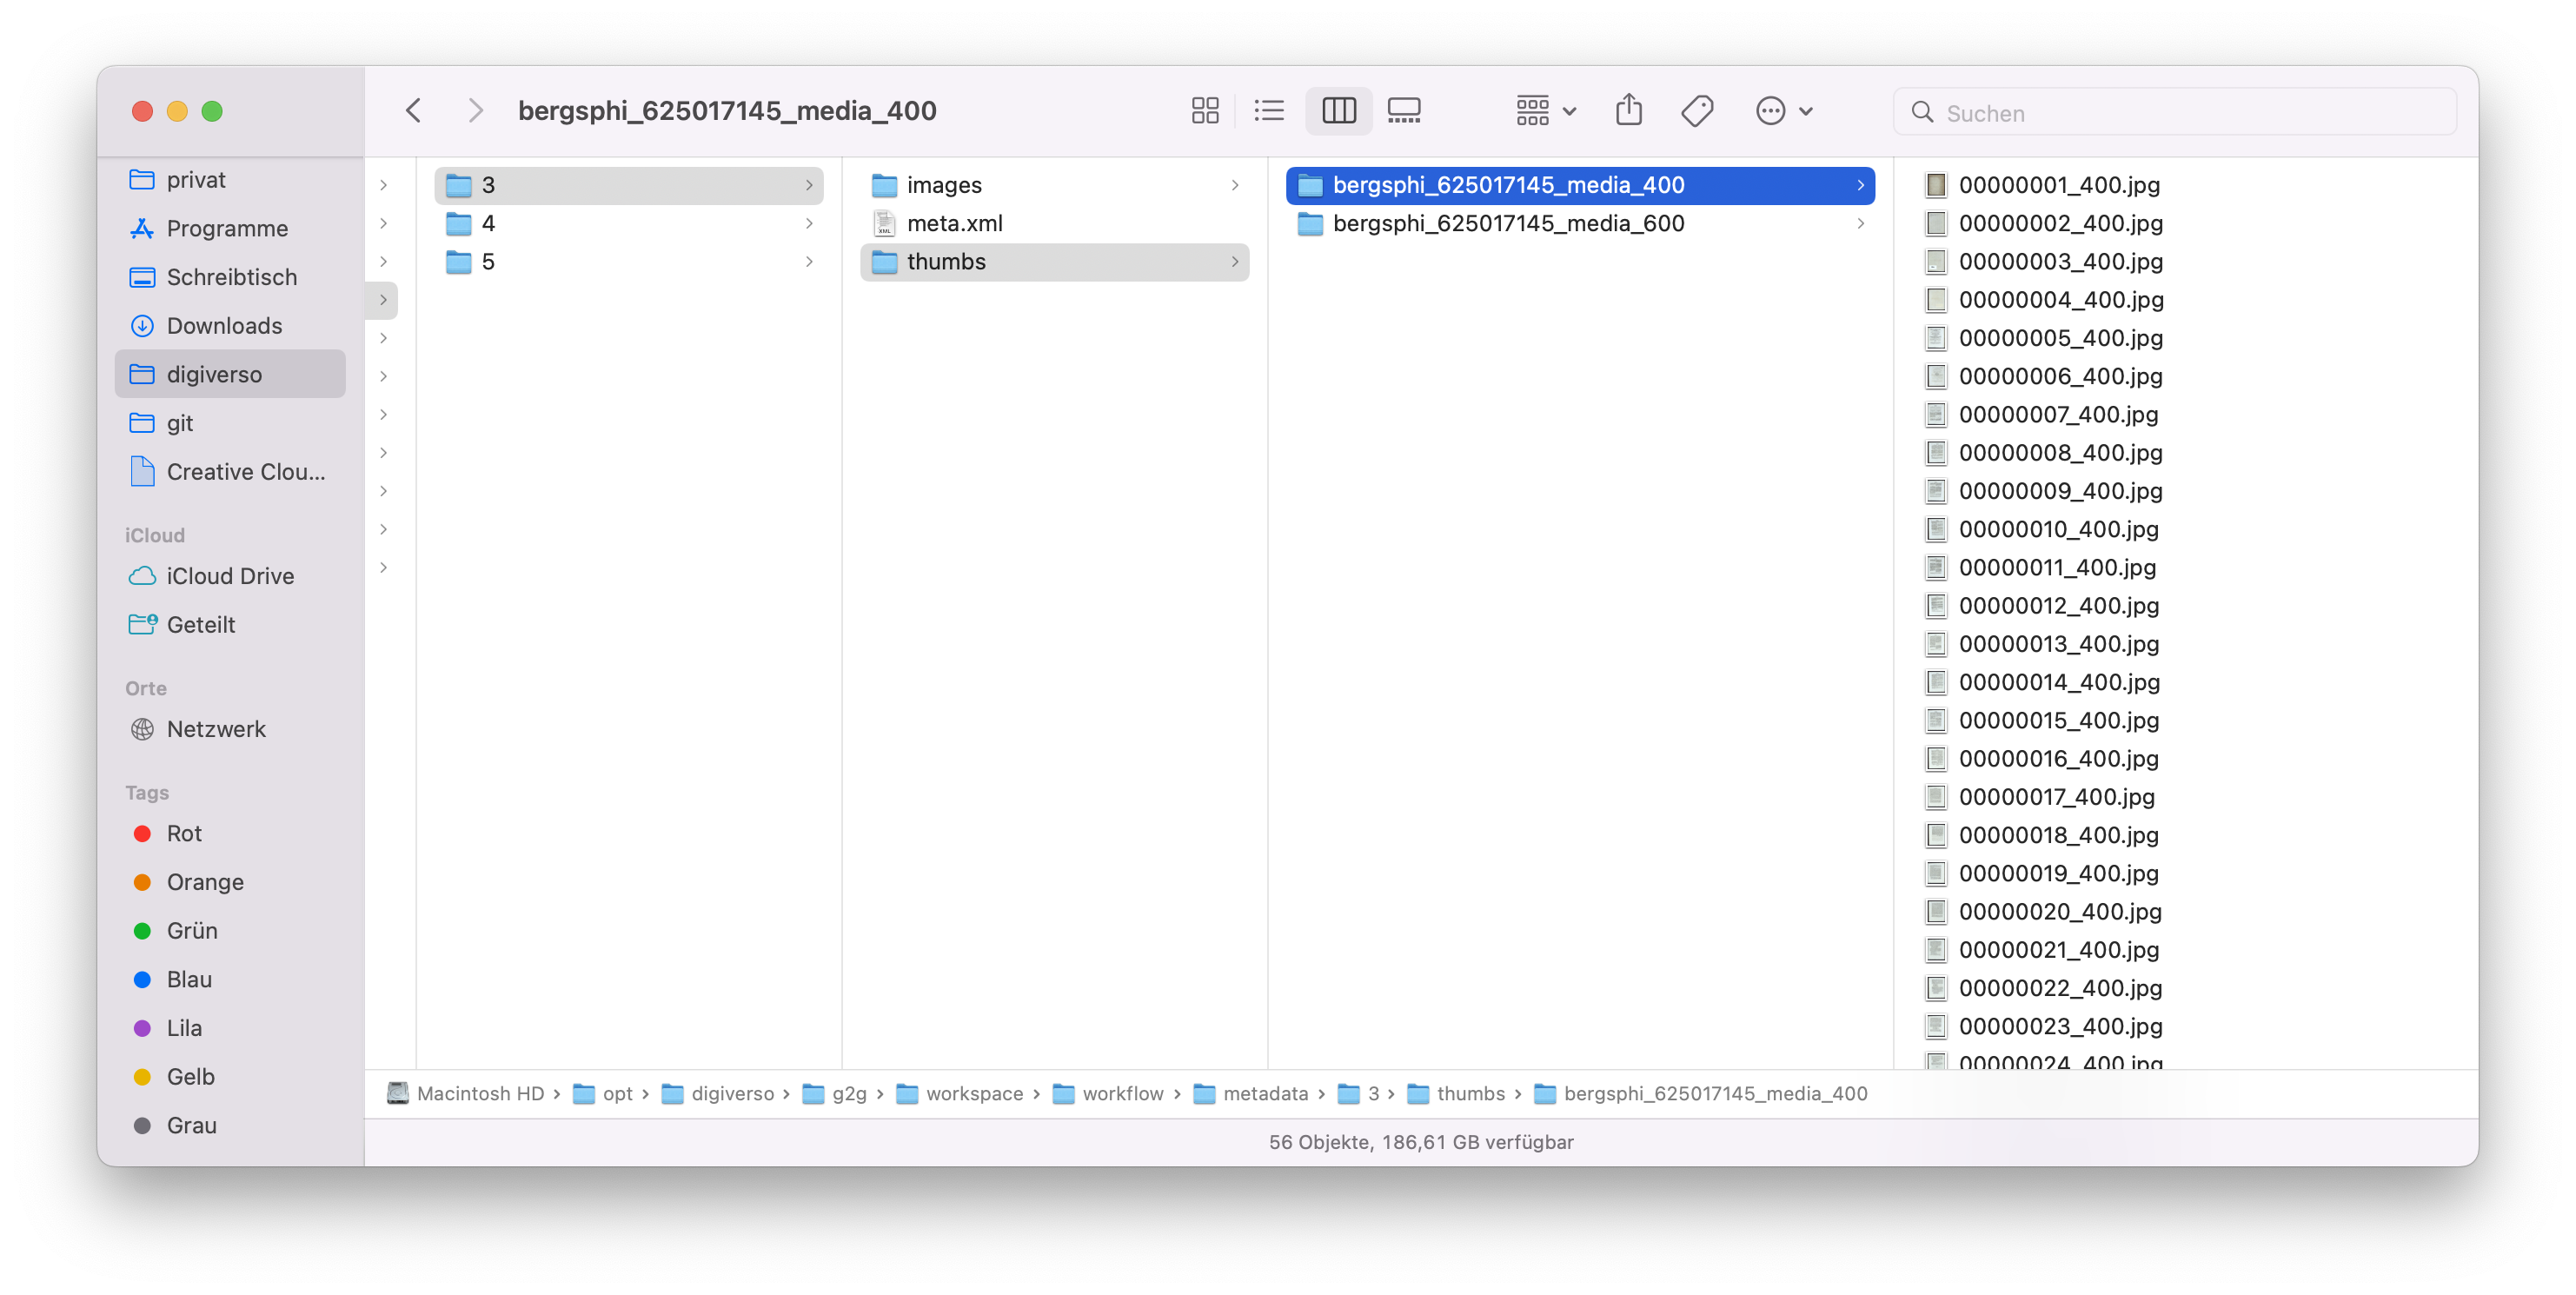 bergsphi_625017145_media_400
Suchen
privat
Programme
Schreibtisch
Downloads
digiverso
git
Creative Clou...
iCloud
iCloud Drive
Geteilt
Orte
Netzwerk
Tags
Rot
Orange
Grün
Blau
Lila
Gelb
Grau
3
4
5
images
meta.xml
thumbs
bergsphi_625017145_media_400
bergsphi_625017145_media_600
00000001_400.jpg
00000002_400.jpg
00000003_400.jpg
00000004_400.jpg
00000005_400.jpg
00000006_400.jpg
00000007_400.jpg
00000008_400.jpg
00000009_400.jpg
00000010_400.jpg
00000011_400.jpg
00000012_400.jpg
00000013_400.jpg
00000014_400.jpg
00000015_400.jpg
00000016_400.jpg
00000017_400.jpg
00000018_400.jpg
00000019_400.jpg
00000020_400.jpg
00000021_400.jpg
00000022_400.jpg
00000023_400.jpg
00000024_400.jpg
Macintosh HD › opt › digiverso › g2g › workspace › workflow › metadata › 3 › thumbs › bergsphi_625017145_media_400
56 Objekte, 186,61 GB verfügbar